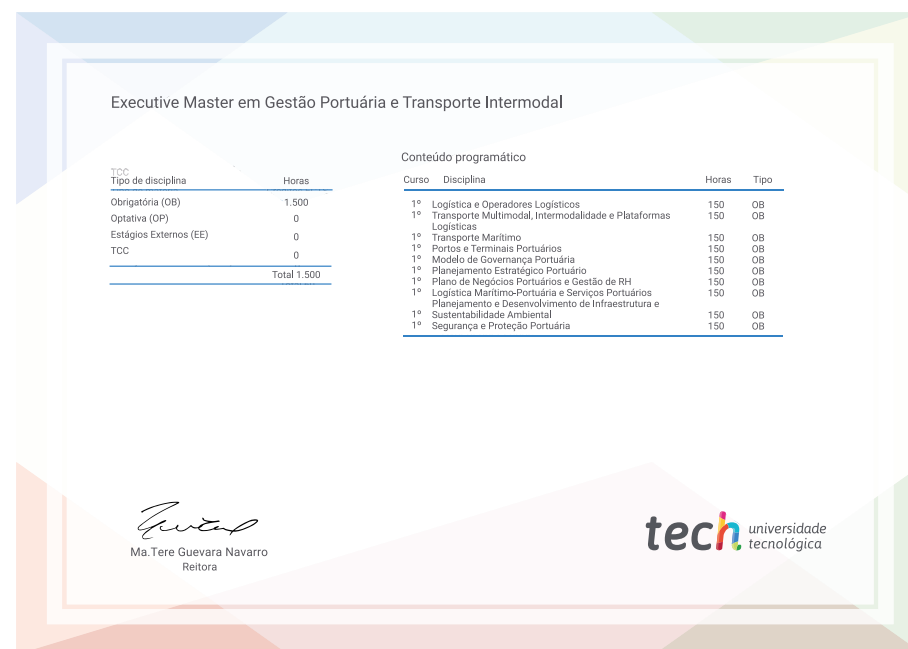 Executive Master em Gestão Portuária e Transporte Intermodal
TCC
Tipo de disciplina Horas
Obrigatória (OB) 1.500
Optativa (OP) 0
Estágios Externos (EE) 0
TCC 0
Total 1.500
Conteúdo programático
Curso Disciplina Horas Tipo
1º Logística e Operadores Logísticos 150 OB
1º Transporte Multimodal, Intermodalidade e Plataformas 150 OB
Logísticas
1º Transporte Marítimo 150 OB
1º Portos e Terminais Portuários 150 OB
1º Modelo de Governança Portuária 150 OB
1º Planejamento Estratégico Portuário 150 OB
1º Plano de Negócios Portuários e Gestão de RH 150 OB
1º Logística Marítimo-Portuária e Serviços Portuários 150 OB
Planejamento e Desenvolvimento de Infraestrutura e
1º Sustentabilidade Ambiental 150 OB
1º Segurança e Proteção Portuária 150 OB
Ma.Tere Guevara Navarro
Reitora
tech universidade
tecnológica